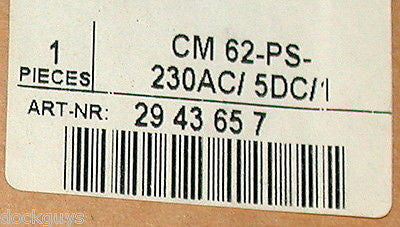 1
PIECES
CM 62-PS-
230AC/ 5DC/1
ART-NR: 29 43 65 7
dockguys